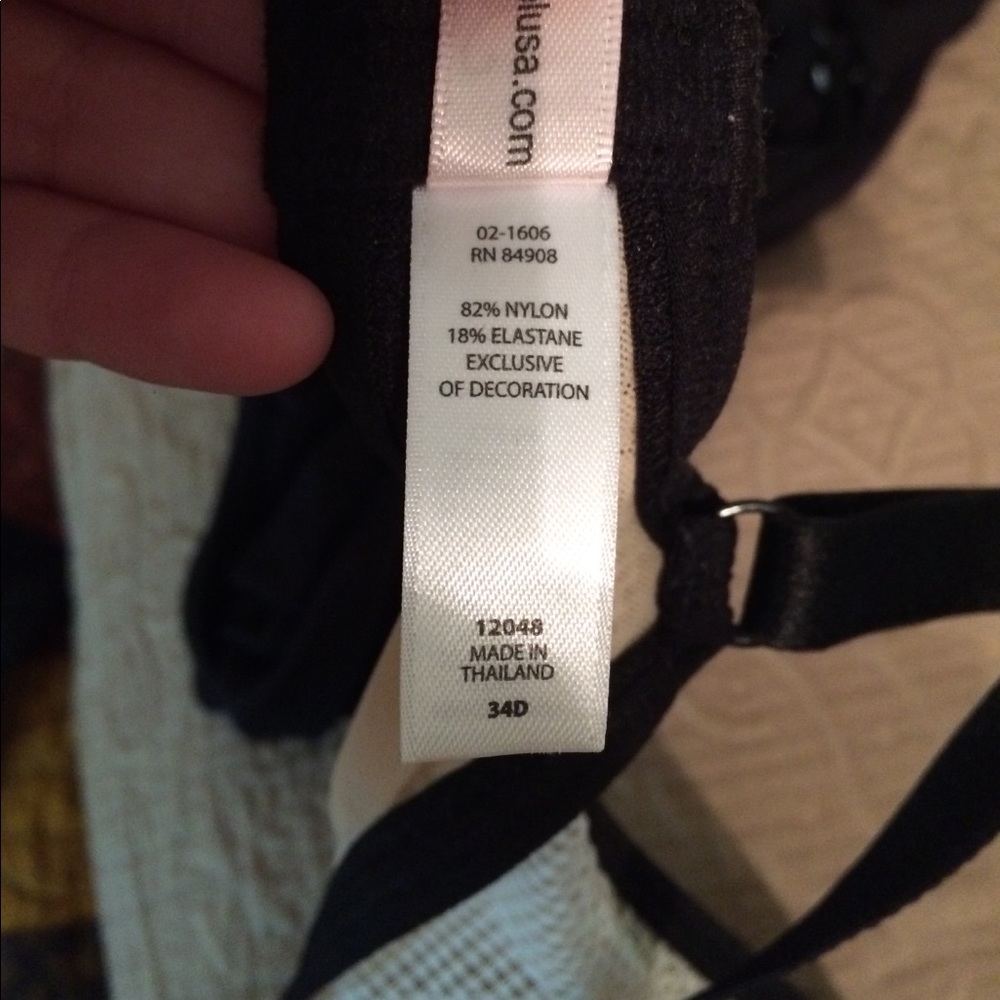 lusa.com
02-1606
RN 84908
82% NYLON
18% ELASTANE
EXCLUSIVE
OF DECORATION
12048
MADE IN
THAILAND
34D